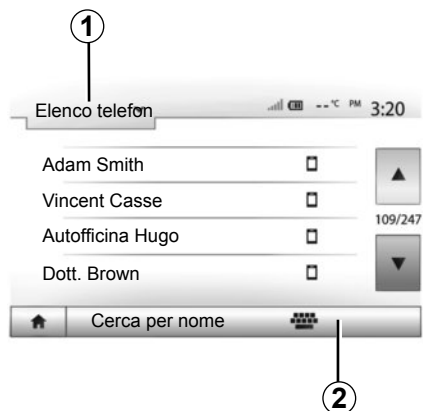 1
Elenco telefon
--°C PM 3:20
Adam Smith
Vincent Casse
Autofficina Hugo
109/247
Dott. Brown
Cerca per nome
2